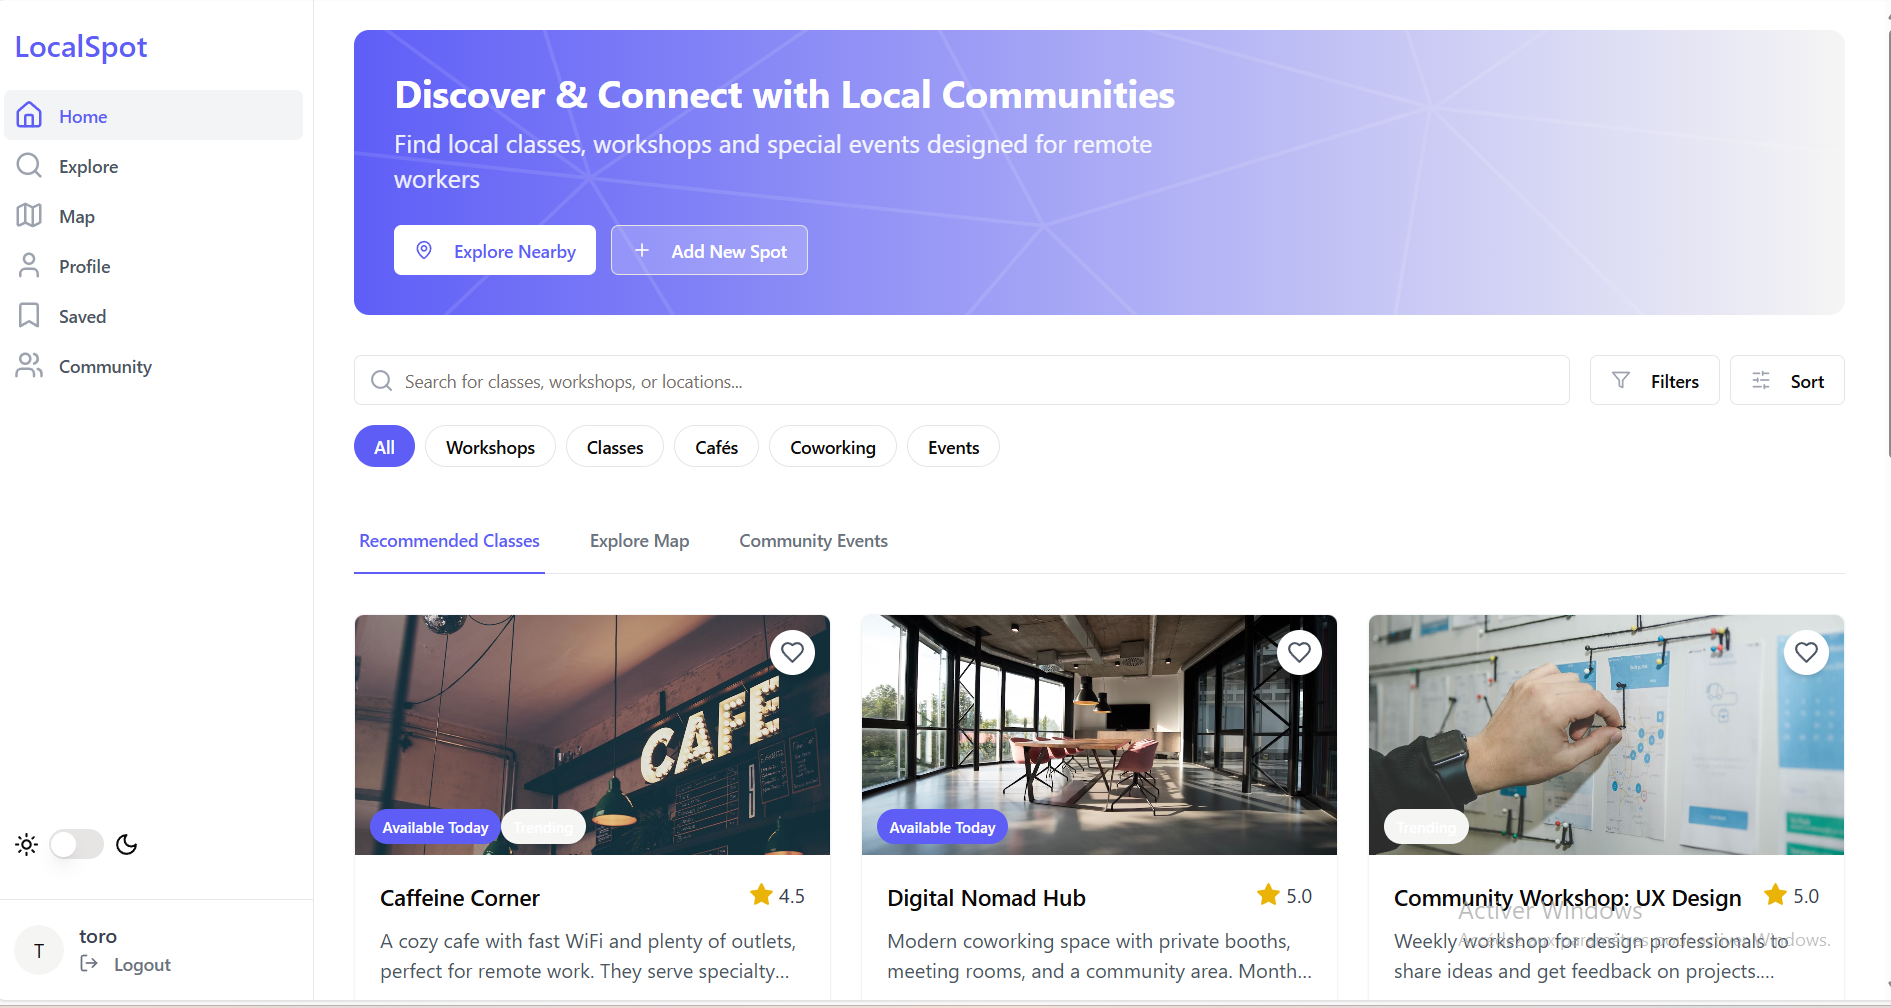 LocalSpot
Home
Explore
Map
Profile
Saved
Community
toro
T
Logout
Discover & Connect with Local Communities
Find local classes, workshops and special events designed for remote
workers
Explore Nearby
Add New Spot
Search for classes, workshops, or locations...
Filters
Sort
All
Workshops
Classes
Cafés
Coworking
Events
Recommended Classes
Explore Map
Community Events
CAFE
Available Today
Trending
Caffeine Corner
4.5
A cozy cafe with fast WiFi and plenty of outlets,
perfect for remote work. They serve specialty...
Available Today
Digital Nomad Hub
5.0
Modern coworking space with private booths,
meeting rooms, and a community area. Month...
Trending
Community Workshop: UX Design
5.0
Weekly workshop for design professionals to
share ideas and get feedback on projects....
Activer Windows
Accédez aux paramètres pour activer Windows.